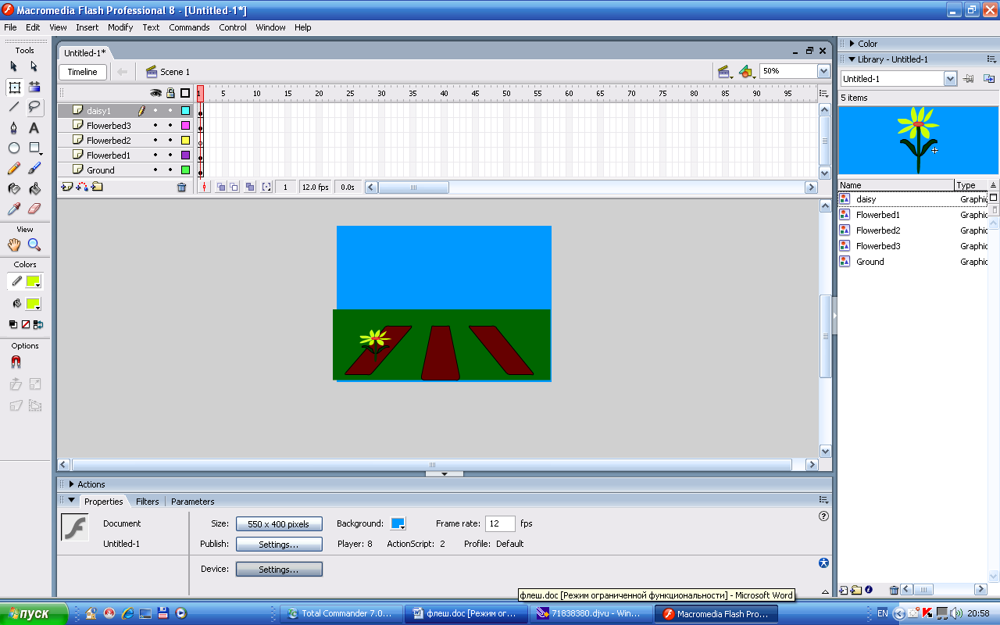 Macromedia Flash Professional 8 - [Untitled-1*]
File Edit View Insert Modify Text Commands Control Window Help
Tools
View
Colors
Options
Untitled-1*
Timeline Scene 1 50%
1 5 10 15 20 25 30 35 40 45 50 55 60 65 70 75 80 85 90 95
daisy1
Flowerbed3
Flowerbed2
Flowerbed1
Ground
1 12.0 fps 0.0s
Actions
Properties Filters Parameters
Document
Untitled-1
Size: 550 x 400 pixels Background: Frame rate: 12 fps
Publish: Settings... Player: 8 ActionScript: 2 Profile: Default
Device: Settings...
Color
Library - Untitled-1
Untitled-1
5 items
Name Type
daisy Graphic
Flowerbed1 Graphic
Flowerbed2 Graphic
Flowerbed3 Graphic
Ground Graphic
флеш.doc [Режим ограниченной функциональности] - Microsoft Word
пуск Total Commander 7.0... флеш.doc [Режим ог... 71838380.djvu - Win... Macromedia Flash Pro... EN 20:58